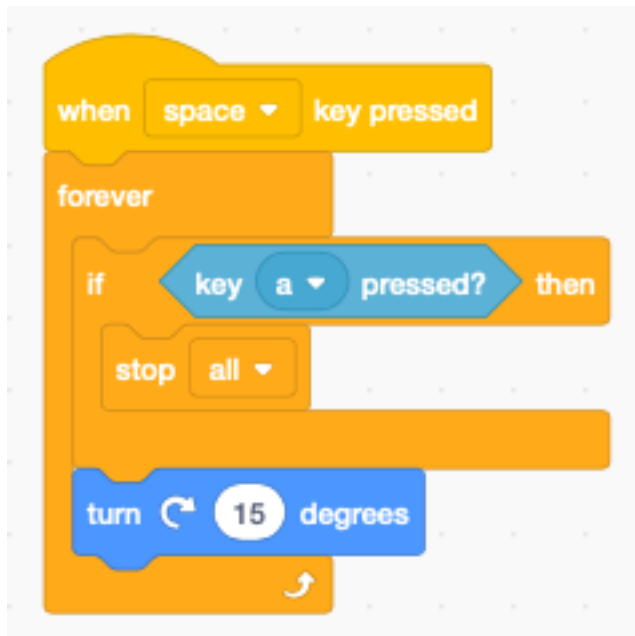 when space key pressed
forever
if key a pressed? then
stop all
turn 15 degrees